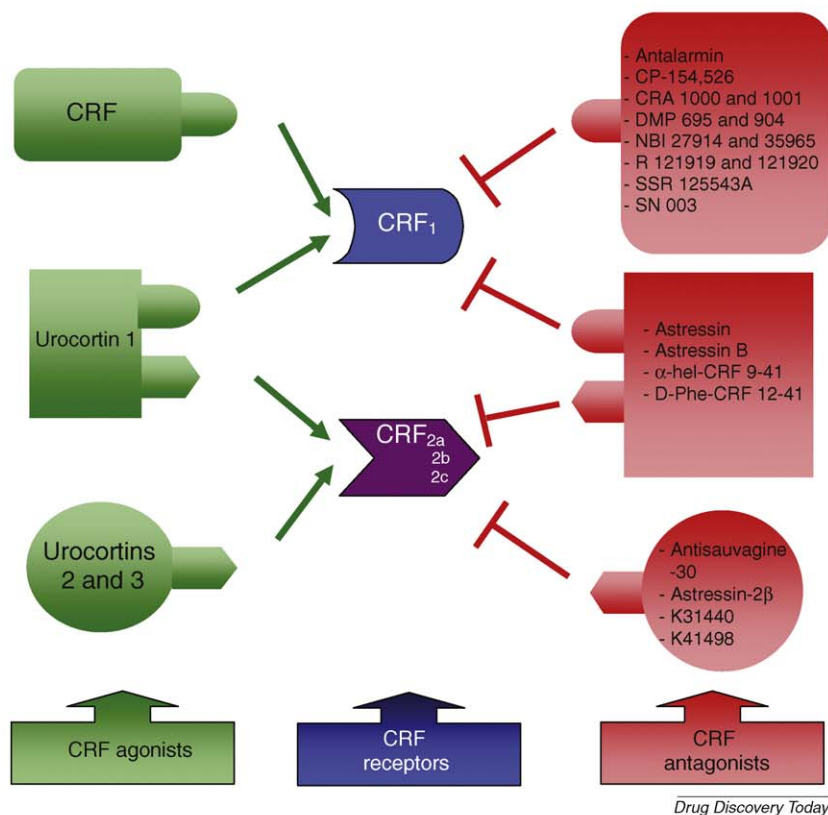 CRF
Urocortin 1
Urocortins
2 and 3
CRF₁
CRF₂ₐ
2b
2c
- Antalarmin
- CP-154,526
- CRA 1000 and 1001
- DMP 695 and 904
- NBI 27914 and 35965
- R 121919 and 121920
- SSR 125543A
- SN 003
- Astressin
- Astressin B
- α-hel-CRF 9-41
- D-Phe-CRF 12-41
- Antisauvagine
-30
- Astressin-2β
- K31440
- K41498
CRF agonists
CRF
receptors
CRF
antagonists
Drug Discovery Today